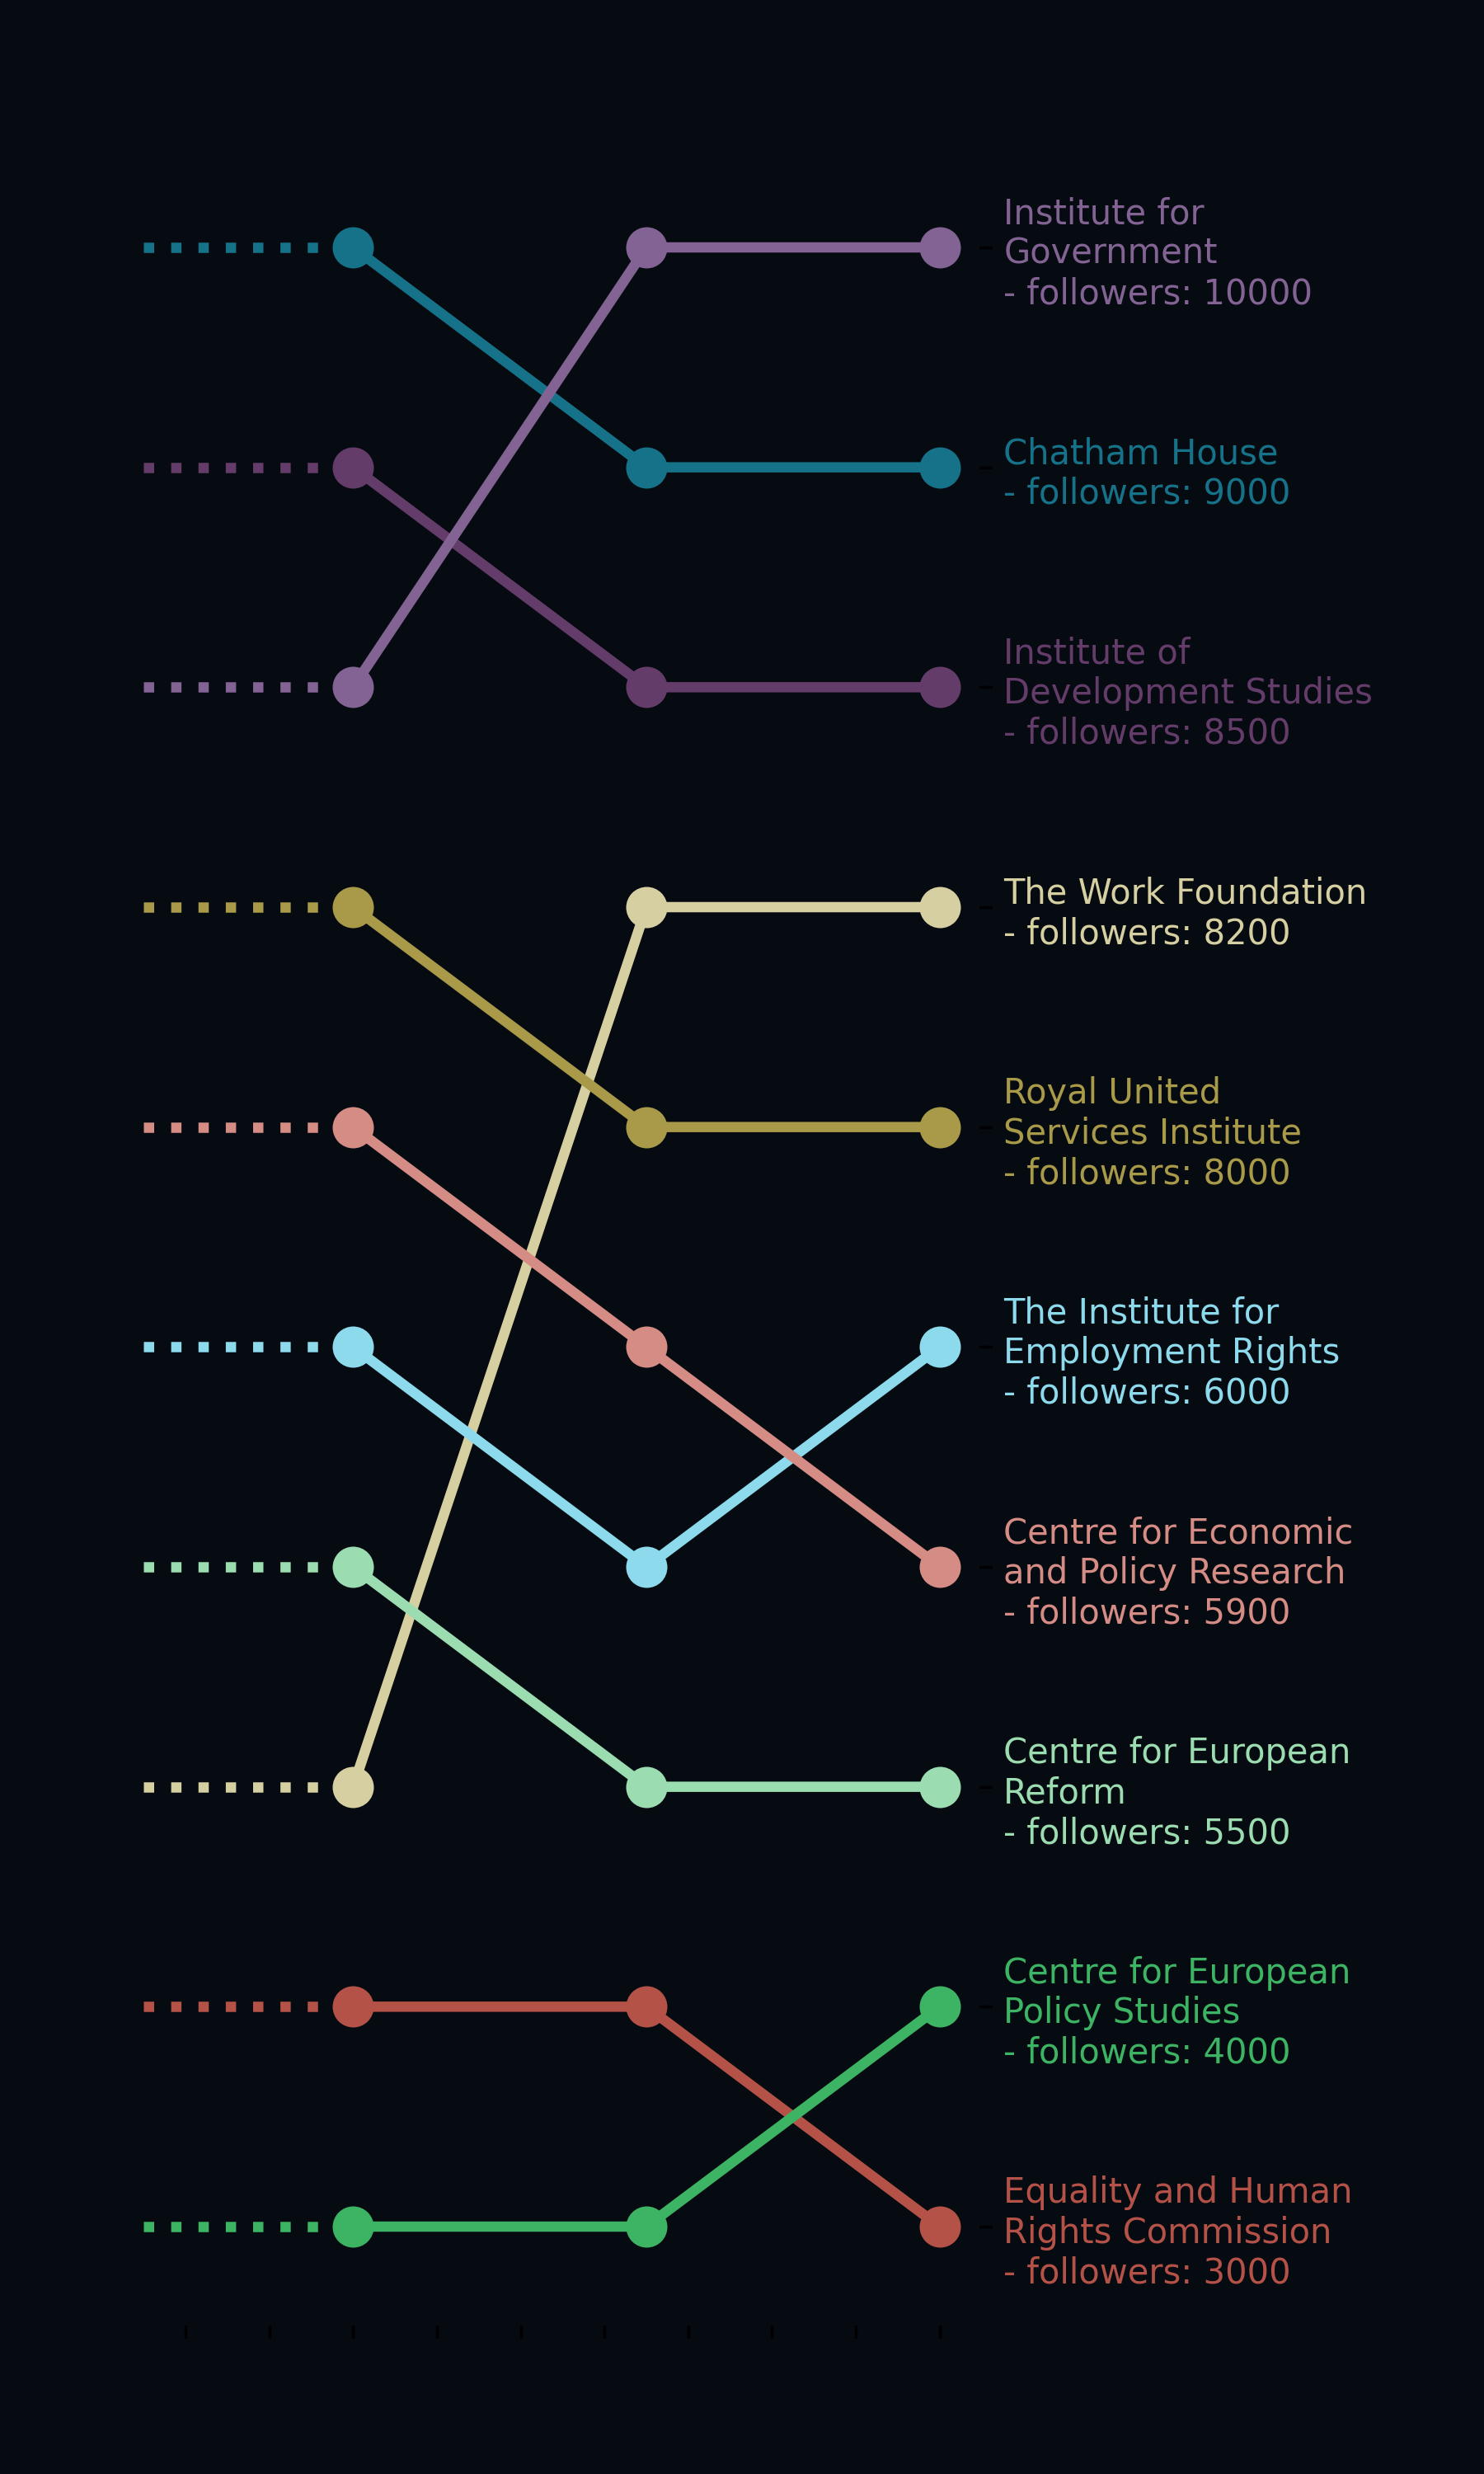 Institute for
Government
- followers: 10000
Chatham House
- followers: 9000
Institute of
Development Studies
- followers: 8500
The Work Foundation
- followers: 8200
Royal United
Services Institute
- followers: 8000
The Institute for
Employment Rights
- followers: 6000
Centre for Economic
and Policy Research
- followers: 5900
Centre for European
Reform
- followers: 5500
Centre for European
Policy Studies
- followers: 4000
Equality and Human
Rights Commission
- followers: 3000